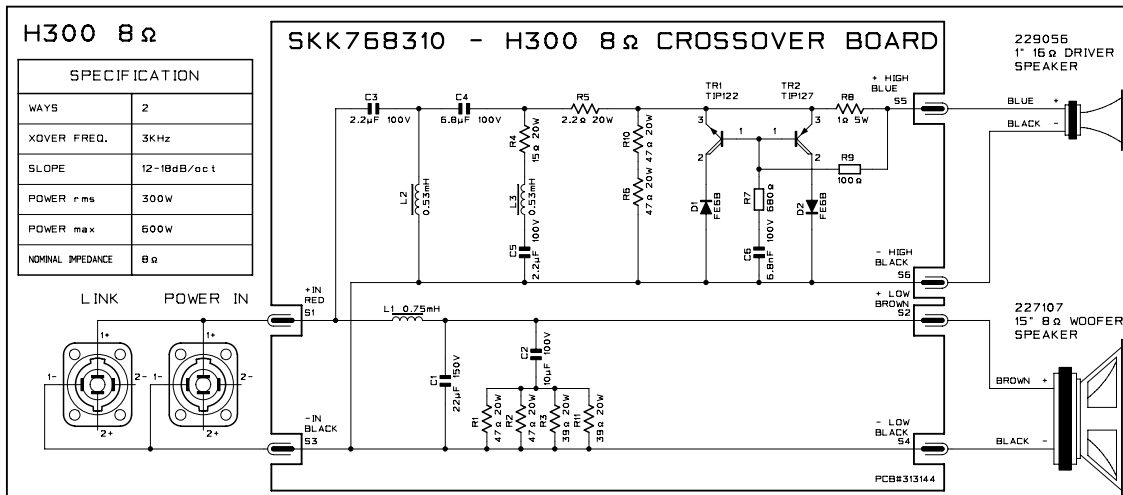 H300 8Ω
SPECIFICATION
WAYS 2
XOVER FREQ. 3KHz
SLOPE 12-18dB/oct
POWER rms 300W
POWER max 600W
NOMINAL IMPEDANCE 8Ω
SKK768310 - H300 8Ω CROSSOVER BOARD
C3
2.2µF 100V
C4
6.8µF 100V
R5
2.2Ω 20W
TR1
TIP122
TR2
TIP127
R8
1Ω 5W
+ HIGH
BLUE
S5
3
3
1
1
2
2
R4
15Ω 20W
R10
47Ω 20W
R6
47Ω 20W
R9
100Ω
R7
680Ω
L2
0.53mH
L3
0.53mH
D1
FE6B
D2
FE6B
C5
2.2µF 100V
C6
6.8nF 100V
- HIGH
BLACK
S6
229056
1" 16Ω DRIVER
SPEAKER
BLUE +
BLACK -
LINK
POWER IN
1+
1-
2-
2+
1+
1-
2-
2+
+IN
RED
S1
L1 0.75mH
+ LOW
BROWN
S2
C1
22µF 150V
C2
10µF 100V
R1
47Ω 20W
R2
47Ω 20W
R3
39Ω 20W
R11
39Ω 20W
-IN
BLACK
S3
- LOW
BLACK
S4
PCB#313144
227107
15" 8Ω WOOFER
SPEAKER
BROWN +
BLACK -